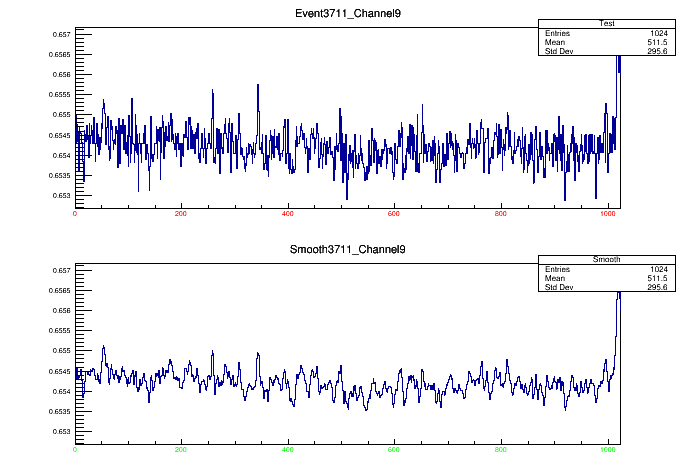 Event3711_Channel9
Test
Entries 1024
Mean 511.5
Std Dev 295.6
0.657
0.6565
0.656
0.6555
0.655
0.6545
0.654
0.6535
0.653
0 200 400 600 800 1000
Smooth3711_Channel9
Smooth
Entries 1024
Mean 511.5
Std Dev 295.6
0.657
0.6565
0.656
0.6555
0.655
0.6545
0.654
0.6535
0.653
0 200 400 600 800 1000